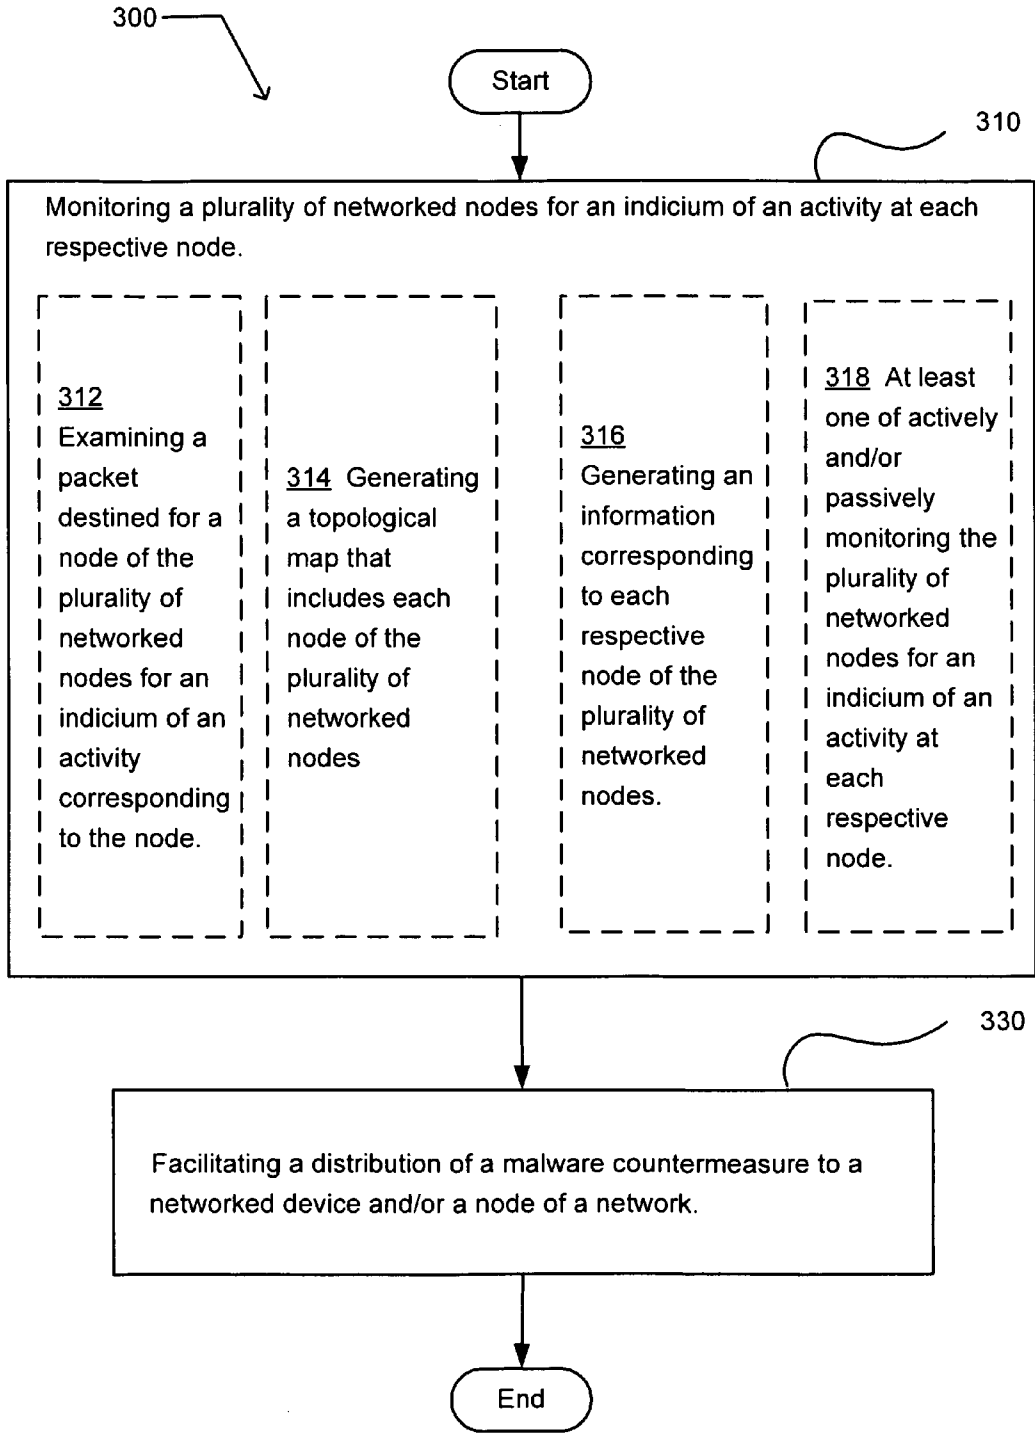 300
Start
310
Monitoring a plurality of networked nodes for an indicium of an activity at each
respective node.
312
Examining a
packet
destined for a
node of the
plurality of
networked
nodes for an
indicium of an
activity
corresponding
to the node.
314 Generating
a topological
map that
includes each
node of the
plurality of
networked
nodes
316
Generating an
information
corresponding
to each
respective
node of the
plurality of
networked
nodes.
318 At least
one of actively
and/or
passively
monitoring the
plurality of
networked
nodes for an
indicium of an
activity at
each
respective
node.
330
Facilitating a distribution of a malware countermeasure to a
networked device and/or a node of a network.
End